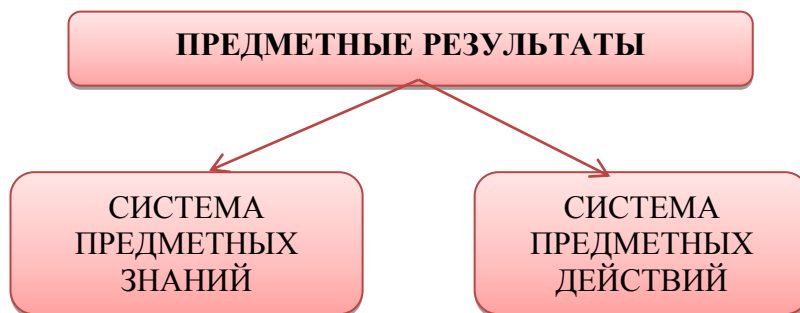 ПРЕДМЕТНЫЕ РЕЗУЛЬТАТЫ
СИСТЕМА
ПРЕДМЕТНЫХ
ЗНАНИЙ
СИСТЕМА
ПРЕДМЕТНЫХ
ДЕЙСТВИЙ